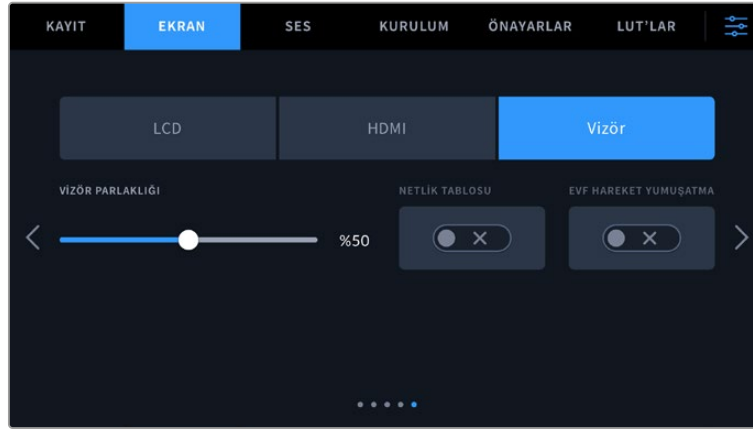 KAYIT EKRAN SES KURULUM ÖNAYARLAR LUT’LAR
LCD HDMI Vizör
VİZÖR PARLAKLIĞI NETLİK TABLOSU EVF HAREKET YUMUŞATMA
%50